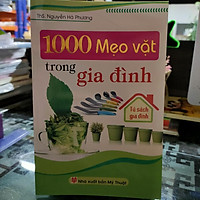 ThS. Nguyễn Hà Phương
1000 Mẹo vặt
trong gia đình
Tủ sách
gia đình
Nhà xuất bản Mỹ Thuật